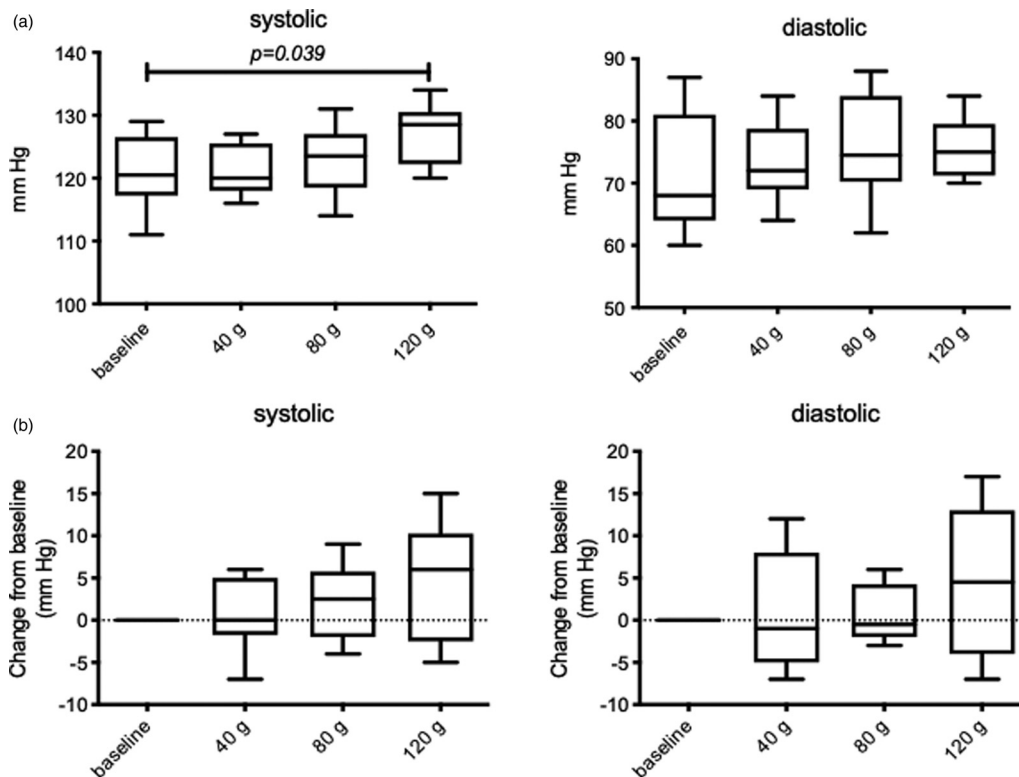 (a)
systolic
p=0.039
mm Hg
140
130
120
110
100
baseline
40 g
80 g
120 g
diastolic
mm Hg
90
80
70
60
50
baseline
40 g
80 g
120 g
(b)
systolic
Change from baseline
(mm Hg)
20
15
10
5
0
-5
-10
baseline
40 g
80 g
120 g
diastolic
Change from baseline
(mm Hg)
20
15
10
5
0
-5
-10
baseline
40 g
80 g
120 g